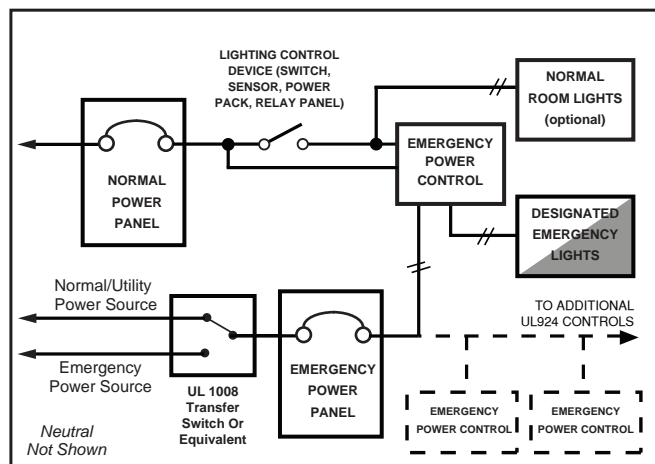 LIGHTING CONTROL
DEVICE (SWITCH,
SENSOR, POWER
PACK, RELAY PANEL)
NORMAL
ROOM LIGHTS
(optional)
NORMAL
POWER
PANEL
EMERGENCY
POWER
CONTROL
DESIGNATED
EMERGENCY
LIGHTS
Normal/Utility
Power Source
Emergency
Power Source
UL 1008
Transfer
Switch Or
Equivalent
EMERGENCY
POWER
PANEL
TO ADDITIONAL
UL924 CONTROLS
EMERGENCY
POWER CONTROL
EMERGENCY
POWER CONTROL
Neutral
Not Shown